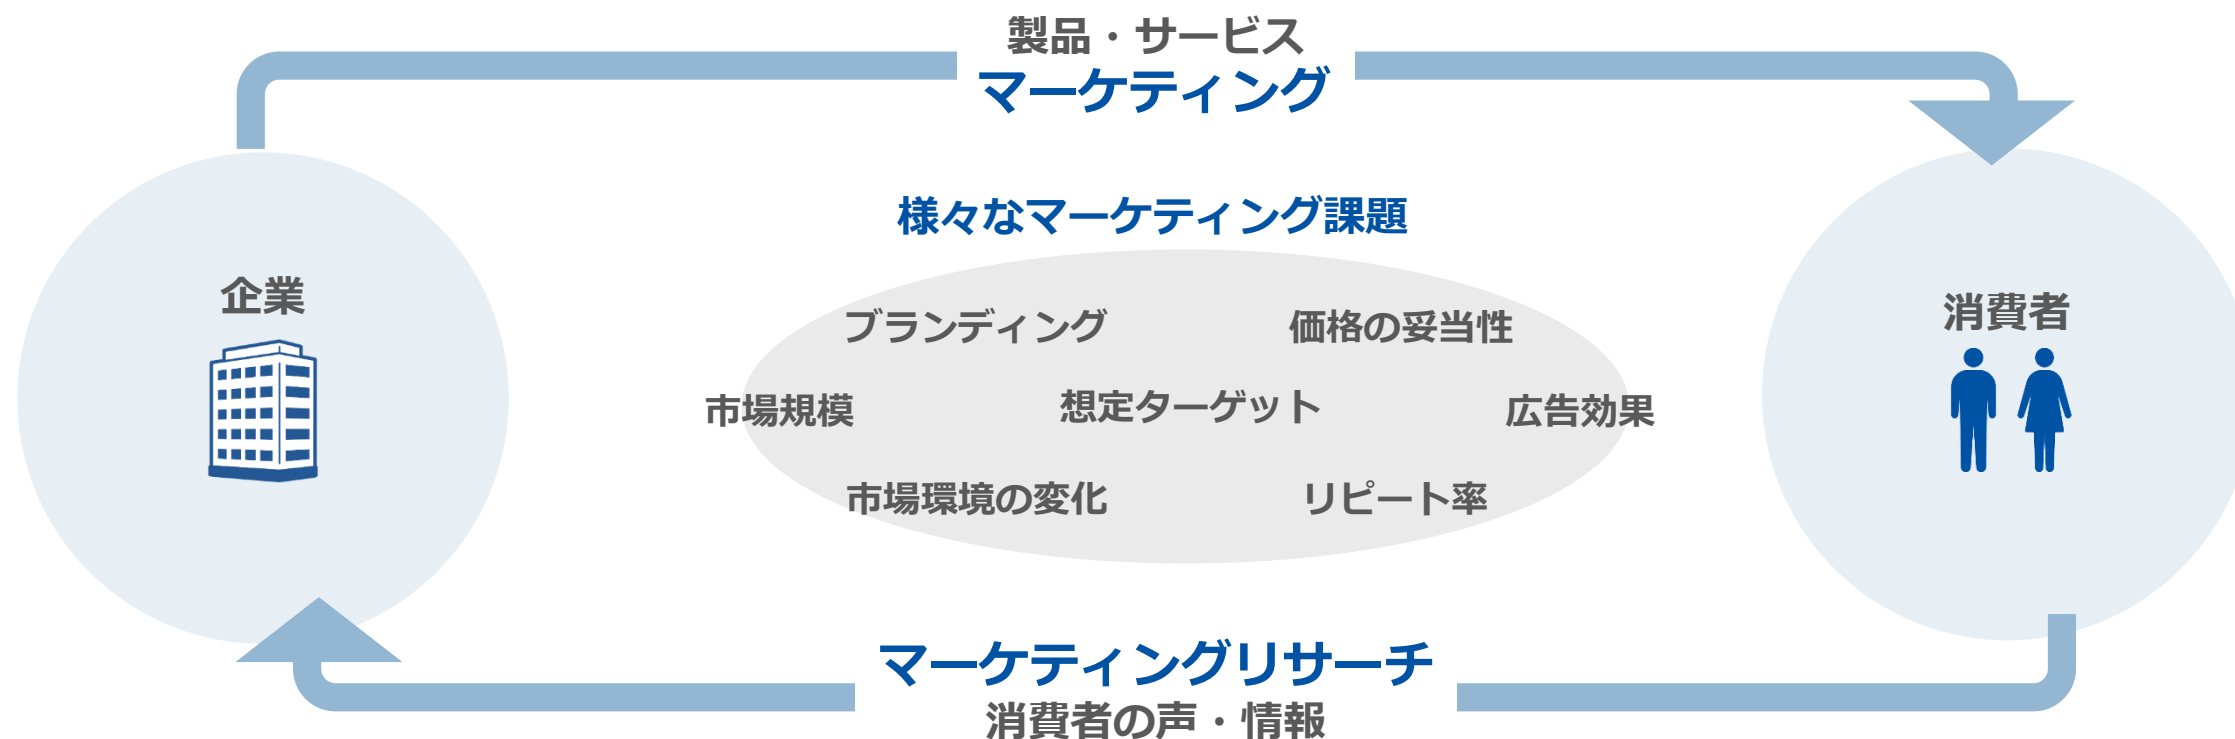 製品・サービス
マーケティング
様々なマーケティング課題
企業
消費者
ブランディング
価格の妥当性
市場規模
想定ターゲット
広告効果
市場環境の変化
リピート率
マーケティングリサーチ
消費者の声・情報